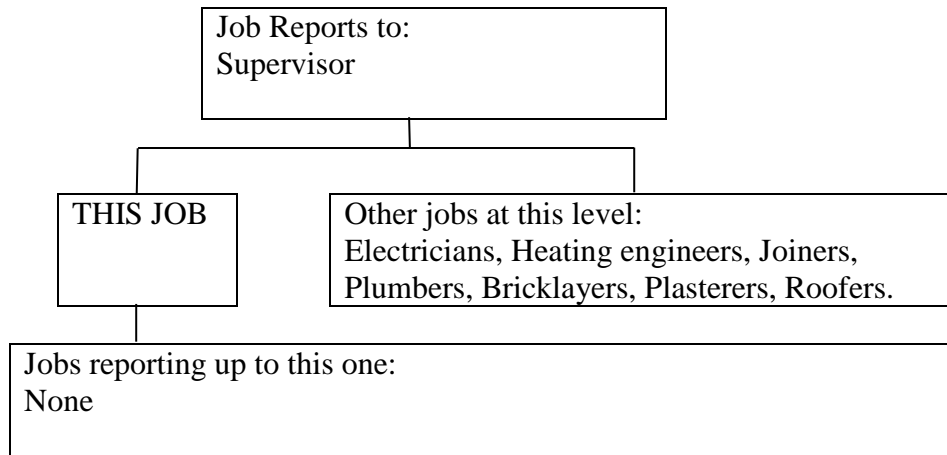 Job Reports to:
Supervisor
THIS JOB
Other jobs at this level:
Electricians, Heating engineers, Joiners,
Plumbers, Bricklayers, Plasterers, Roofers.
Jobs reporting up to this one:
None